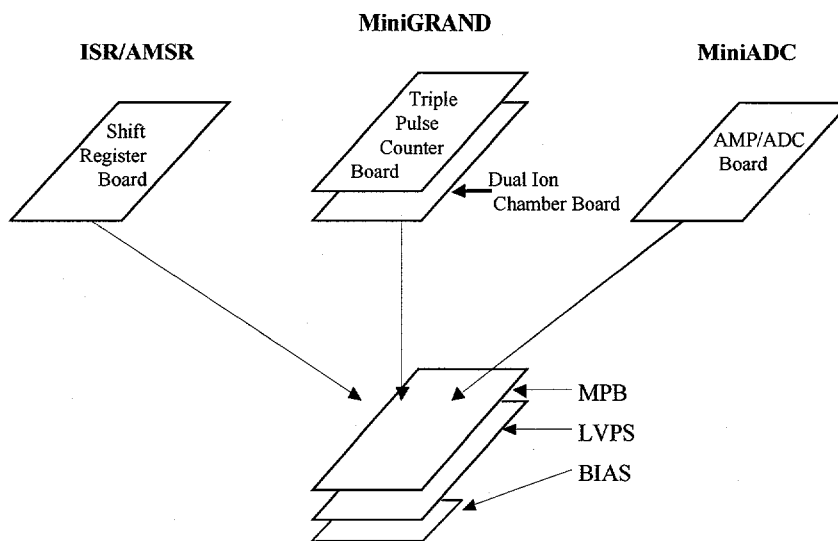 MiniGRAND
ISR/AMSR
MiniADC
Shift
Register
Board
Triple
Pulse
Counter
Board
Dual Ion
Chamber Board
AMP/ADC
Board
MPB
LVPS
BIAS